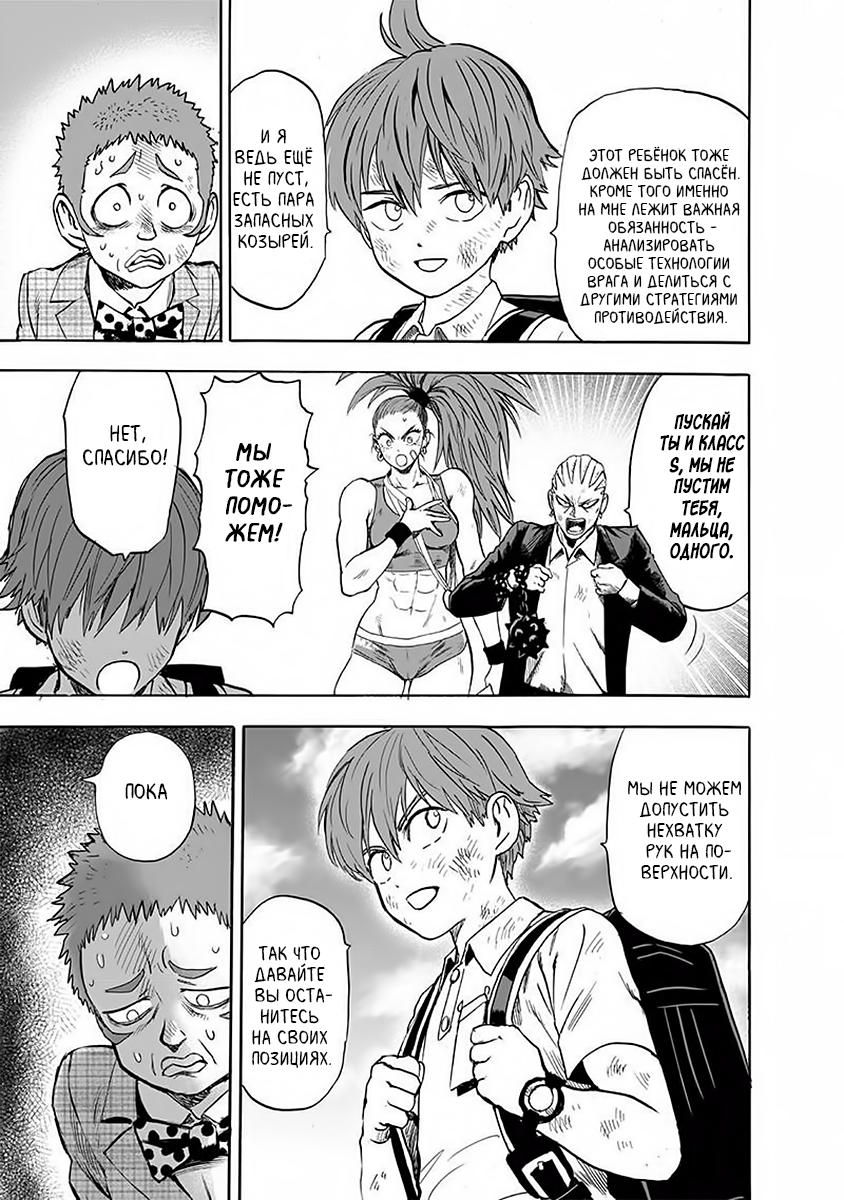 ЭТОТ РЕБЁНОК ТОЖЕ
ДОЛЖЕН БЫТЬ СПАСЁН.
КРОМЕ ТОГО ИМЕННО
НА МНЕ ЛЕЖИТ ВАЖНАЯ
ОБЯЗАННОСТЬ -
АНАЛИЗИРОВАТЬ
ОСОБЫЕ ТЕХНОЛОГИИ
ВРАГА И ДЕЛИТЬСЯ С
ДРУГИМИ СТРАТЕГИЯМИ
ПРОТИВОДЕЙСТВИЯ.
И Я
ВЕДЬ ЕЩЁ
НЕ ПУСТ,
ЕСТЬ ПАРА
ЗАПАСНЫХ
КОЗЫРЕЙ.
ПУСКАЙ
ТЫ И КЛАСС
S, МЫ НЕ
ПУСТИМ
ТЕБЯ,
МАЛЬЦА,
ОДНОГО.
МЫ
ТОЖЕ
ПОМО-
ЖЕМ!
НЕТ,
СПАСИБО!
МЫ НЕ МОЖЕМ
ДОПУСТИТЬ
НЕХВАТКУ
РУК НА ПО-
ВЕРХНОСТИ.
ТАК ЧТО
ДАВАЙТЕ
ВЫ ОСТА-
НИТЕСЬ
НА СВОИХ
ПОЗИЦИЯХ.
ПОКА